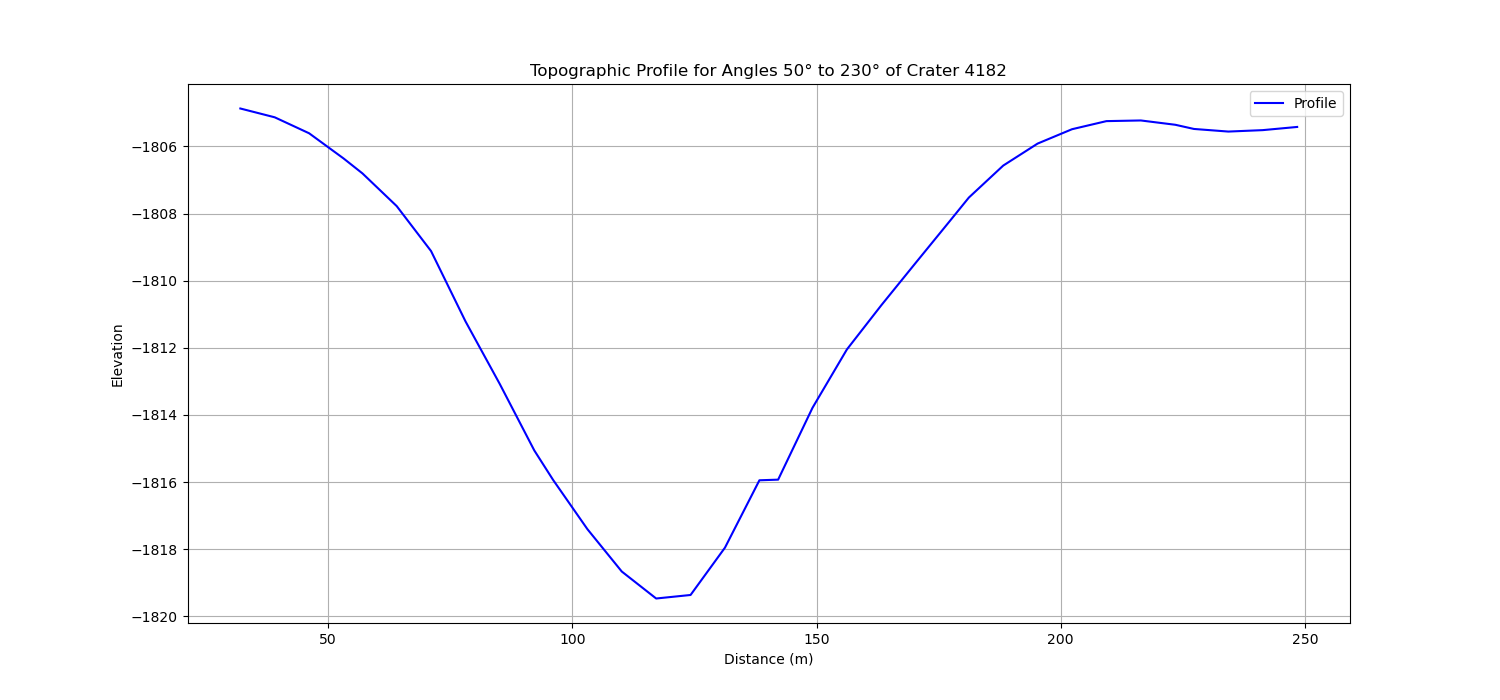 Topographic Profile for Angles 50° to 230° of Crater 4182
Profile
−1806
−1808
−1810
−1812
−1814
−1816
−1818
−1820
Elevation
50 100 150 200 250
Distance (m)